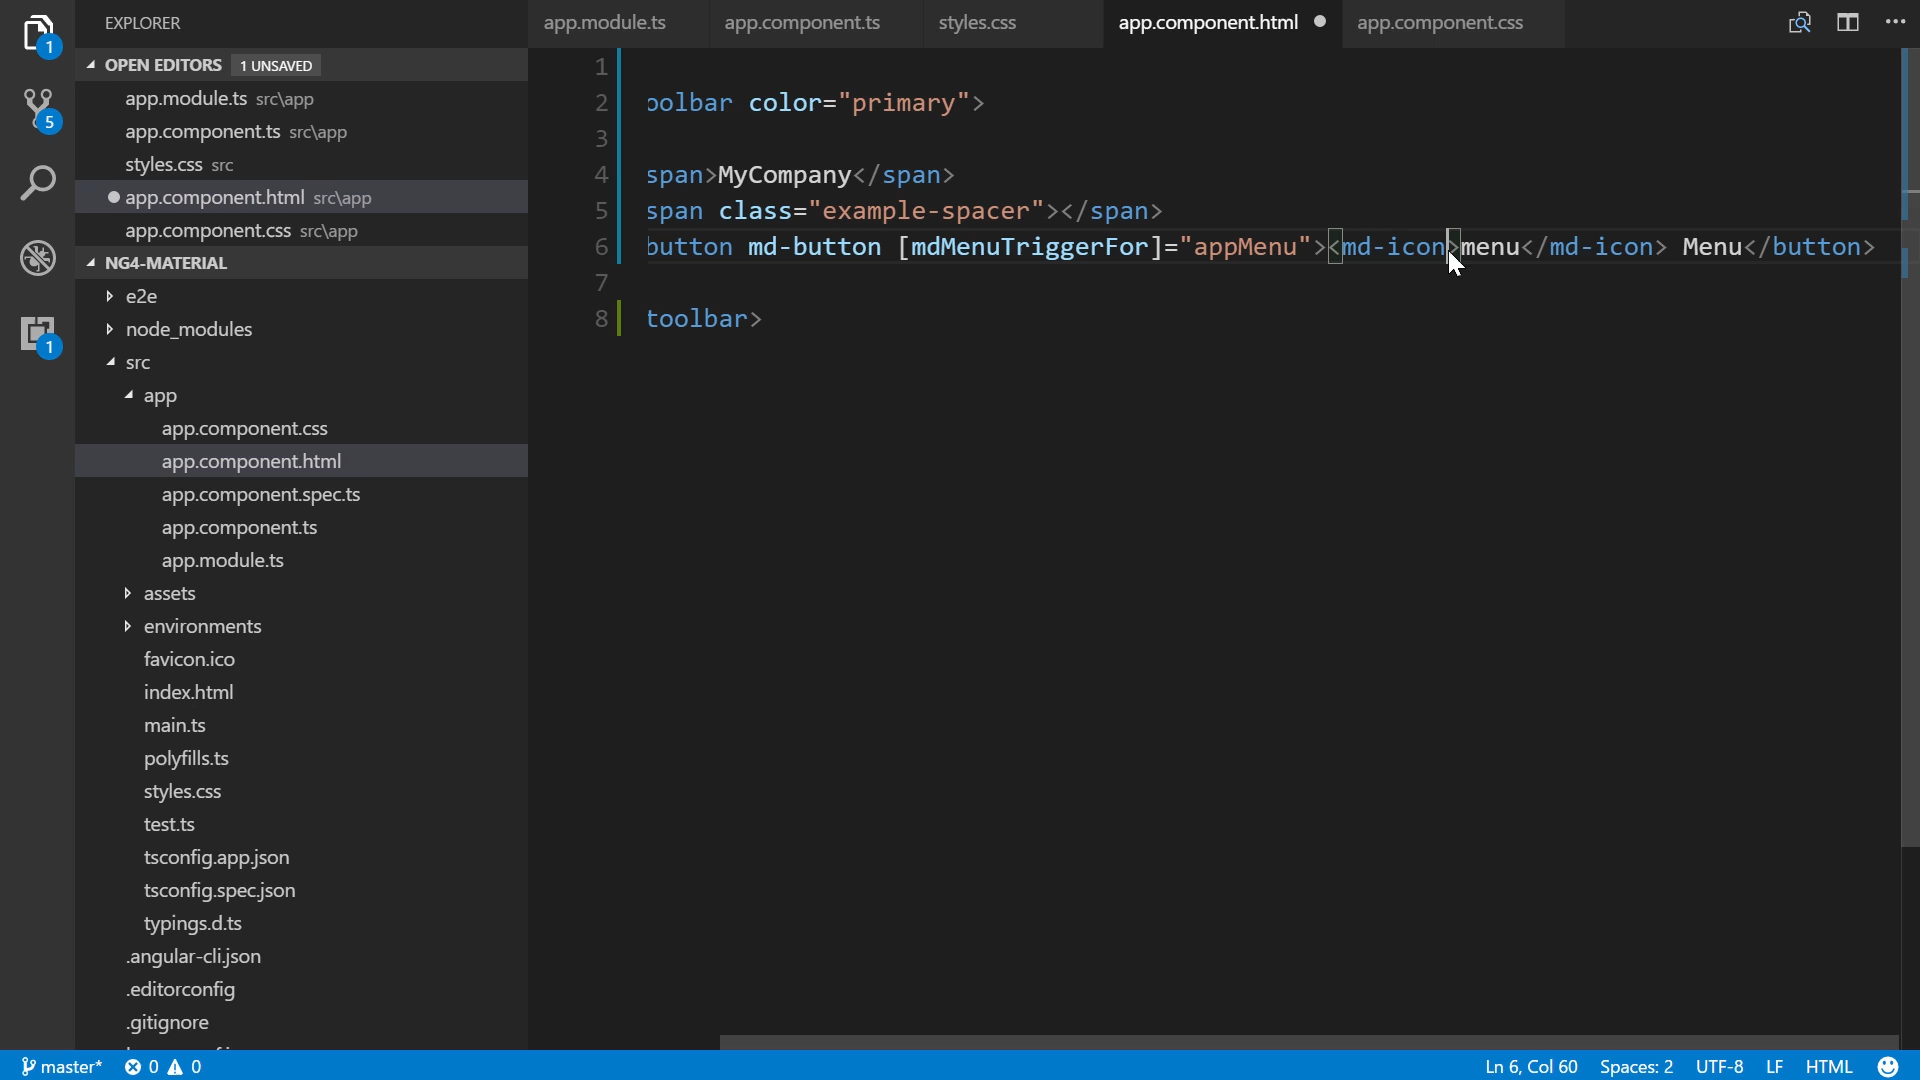 EXPLORER
app.module.ts
app.component.ts
styles.css
app.component.html
app.component.css
1
OPEN EDITORS 1 UNSAVED
app.module.ts src\app
app.component.ts src\app
styles.css src
app.component.html src\app
app.component.css src\app
5
1
NG4-MATERIAL
e2e
node_modules
src
app
app.component.css
app.component.html
app.component.spec.ts
app.component.ts
app.module.ts
assets
environments
favicon.ico
index.html
main.ts
polyfills.ts
styles.css
test.ts
tsconfig.app.json
tsconfig.spec.json
typings.d.ts
.angular-cli.json
.editorconfig
.gitignore
1
2 oolbar color="primary">
3
4 span>MyCompany</span>
5 span class="example-spacer"></span>
6 button md-button [mdMenuTriggerFor]="appMenu"><md-icon>menu</md-icon> Menu</button>
7
8 toolbar>
master* 0 0 Ln 6, Col 60 Spaces: 2 UTF-8 LF HTML